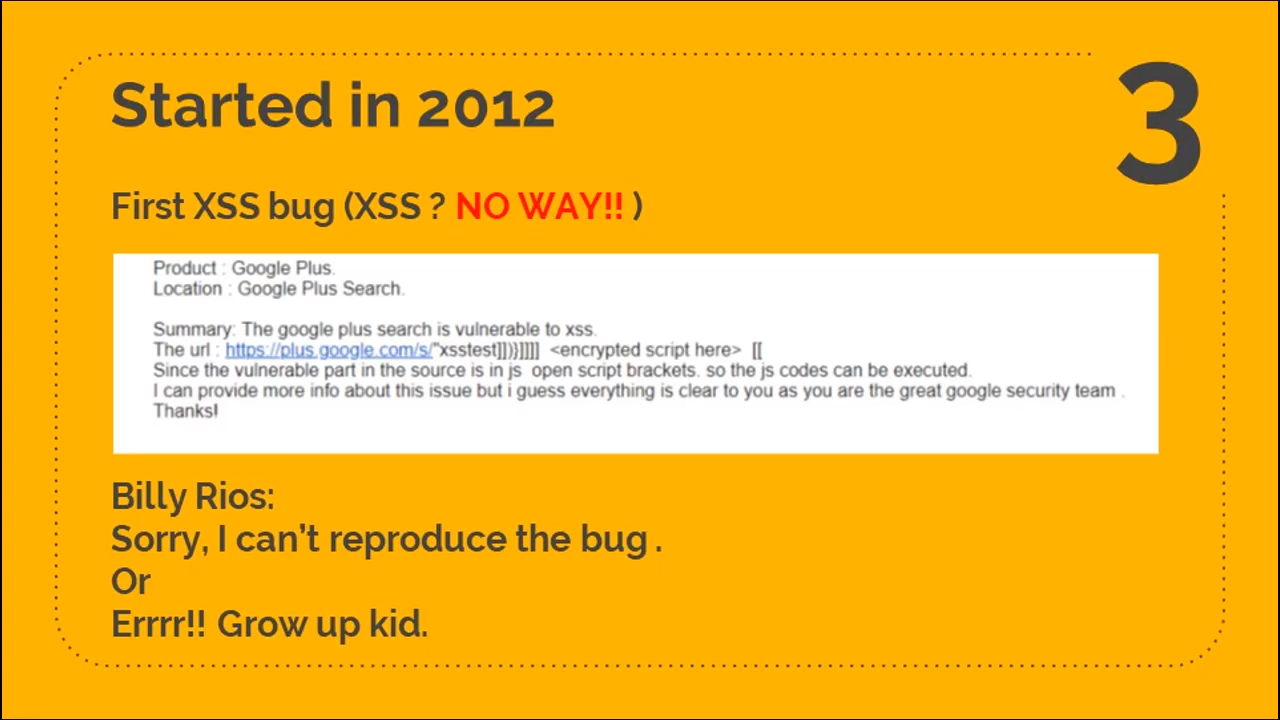 Started in 2012
3
First XSS bug (XSS ? NO WAY!! )
Product : Google Plus.
Location : Google Plus Search.
Summary: The google plus search is vulnerable to xss.
The url : https://plus.google.com/s/"xsstest]])}]]]] <encrypted script here> [[
Since the vulnerable part in the source is in js open script brackets. so the js codes can be executed.
I can provide more info about this issue but i guess everything is clear to you as you are the great google security team .
Thanks!
Billy Rios:
Sorry, I can't reproduce the bug .
Or
Errrr!! Grow up kid.